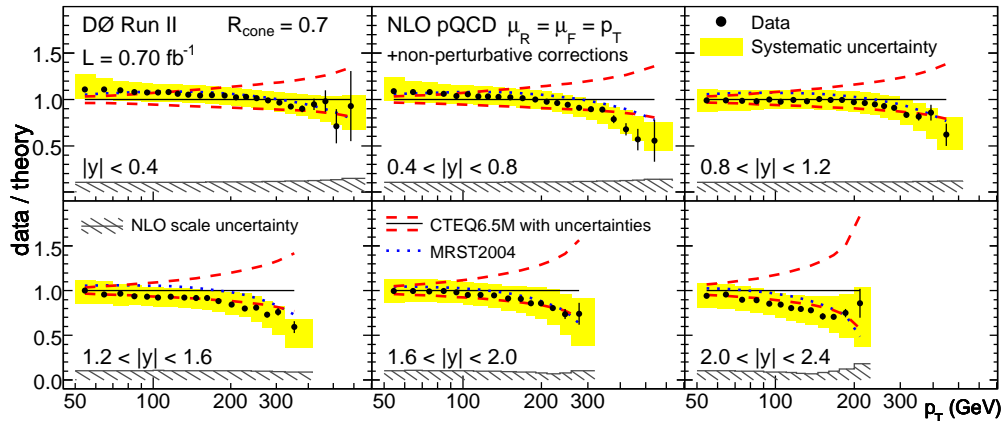 DØ Run II R_cone = 0.7
L = 0.70 fb⁻¹
|y| < 0.4
NLO pQCD μ_R = μ_F = p_T
+non-perturbative corrections
0.4 < |y| < 0.8
Data
Systematic uncertainty
0.8 < |y| < 1.2
1.5
1.0
0.5
data / theory
NLO scale uncertainty
1.2 < |y| < 1.6
CTEQ6.5M with uncertainties
MRST2004
1.6 < |y| < 2.0
2.0 < |y| < 2.4
1.5
1.0
0.5
0.0
50 100 200 300
50 100 200 300
50 100 200 300
p_T (GeV)